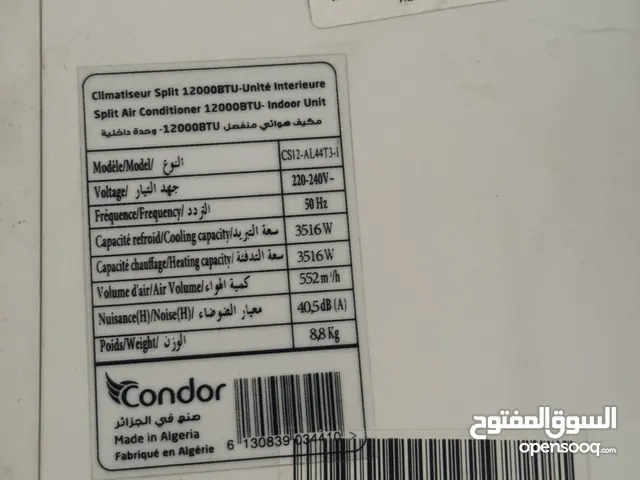 Climatiseur Split 12000BTU-Unité Interieure
Split Air Conditioner 12000BTU- Indoor Unit
مكيف هوائي منفصل 12000BTU- وحدة داخلية
Modèle/Model/ النوع CS12-AL44T3-I
Voltage/ جهد التيار 220-240V~
Fréquence/Frequency/ التردد 50 Hz
Capacité refroid/Cooling capacity/سعة التبريد 3516 W
Capacité chauffage/Heating capacity/ سعة التدفئة 3516 W
Volume d'air/Air Volume/كمية الهواء 552 m³/h
Nuisance(H)/Noise(H)/ معيار الضوضاء 40,5dB (A)
Poids/Weight/ الوزن 8,8 Kg
Condor
صنع في الجزائر
Made in Algeria
Fabriqué en Algérie
6 130839 034410 >
السوق المفتوح
opensooq.com